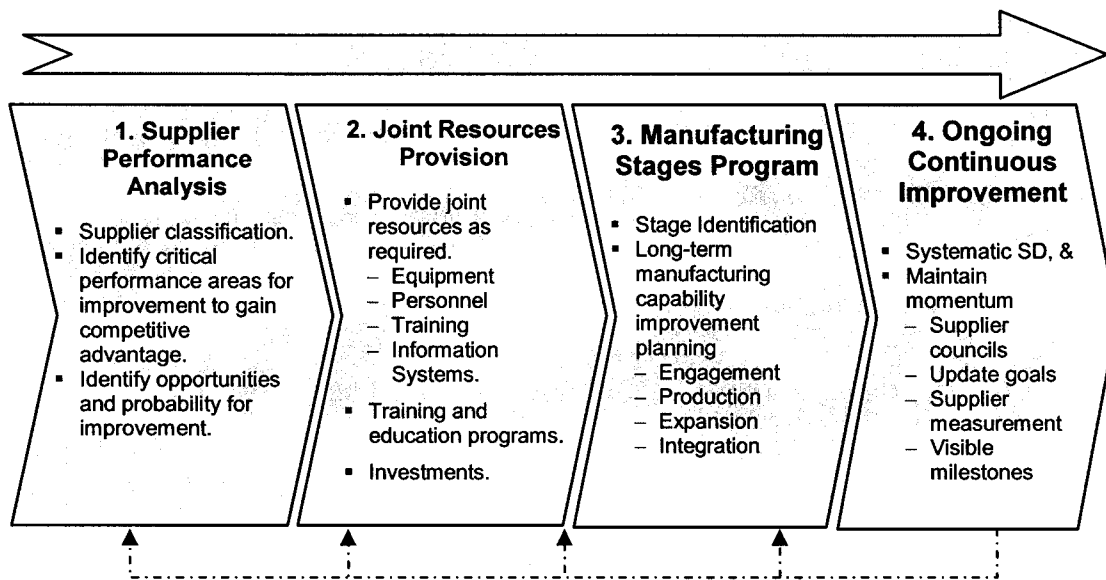 1. Supplier
Performance
Analysis
▪ Supplier classification.
▪ Identify critical
performance areas for
improvement to gain
competitive
advantage.
▪ Identify opportunities
and probability for
improvement.
2. Joint Resources
Provision
▪ Provide joint
resources as
required.
– Equipment
– Personnel
– Training
– Information
Systems.
▪ Training and
education programs.
▪ Investments.
3. Manufacturing
Stages Program
▪ Stage Identification
▪ Long-term
manufacturing
capability
improvement
planning
– Engagement
– Production
– Expansion
– Integration
4. Ongoing
Continuous
Improvement
▪ Systematic SD, &
▪ Maintain
momentum
– Supplier
councils
– Update goals
– Supplier
measurement
– Visible
milestones